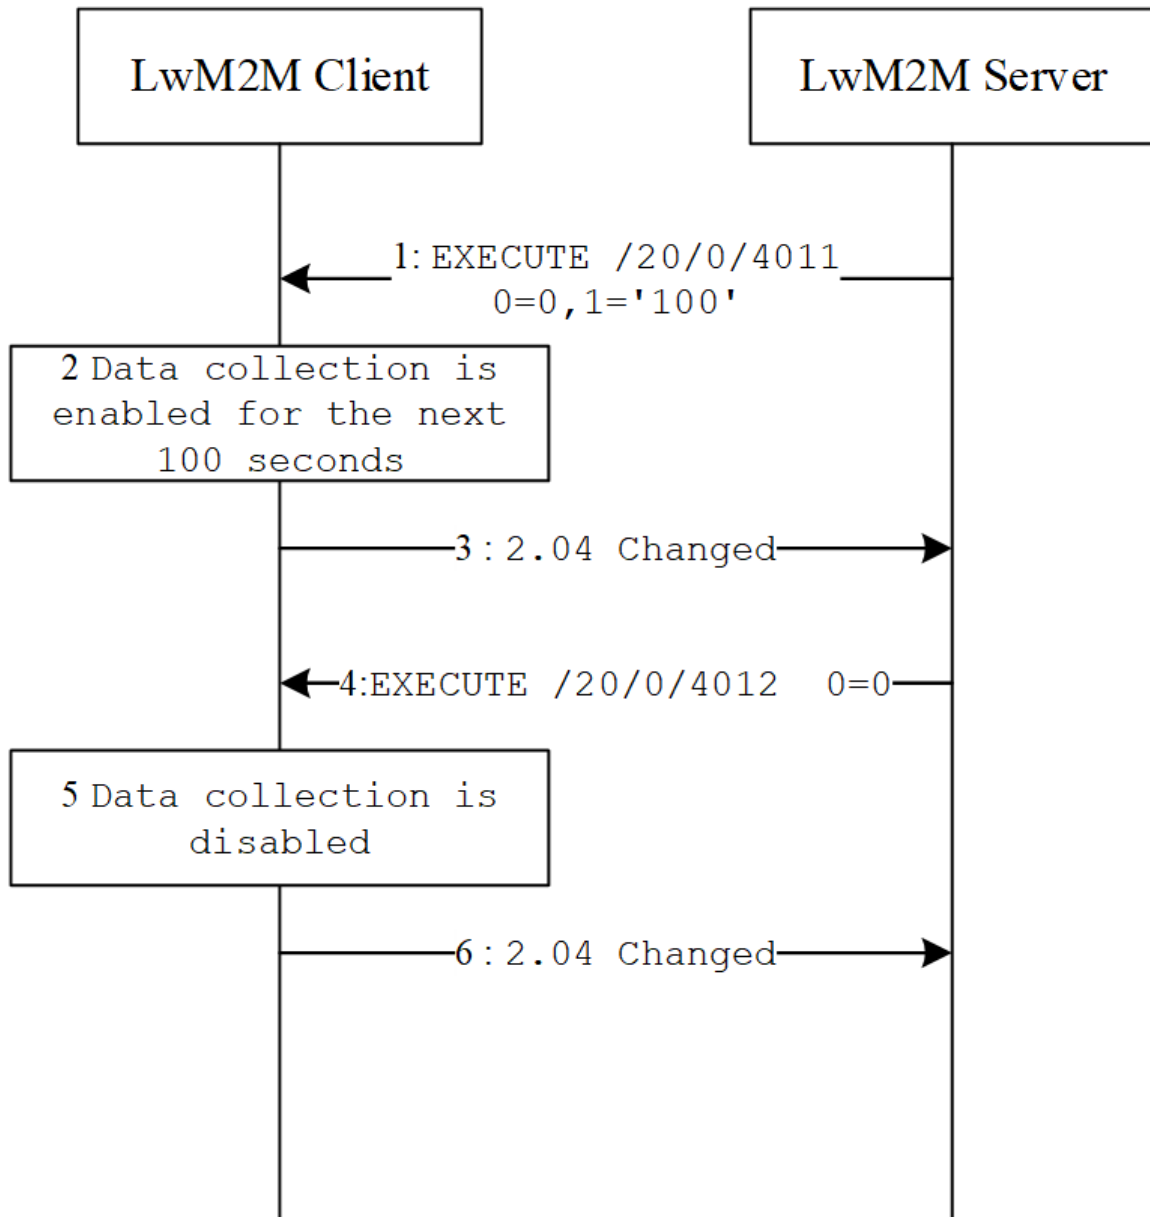 LwM2M Client
LwM2M Server
1: EXECUTE /20/0/4011
0=0,1='100'
2 Data collection is
enabled for the next
100 seconds
3 : 2.04 Changed
4:EXECUTE /20/0/4012  0=0
5 Data collection is
disabled
6 : 2.04 Changed